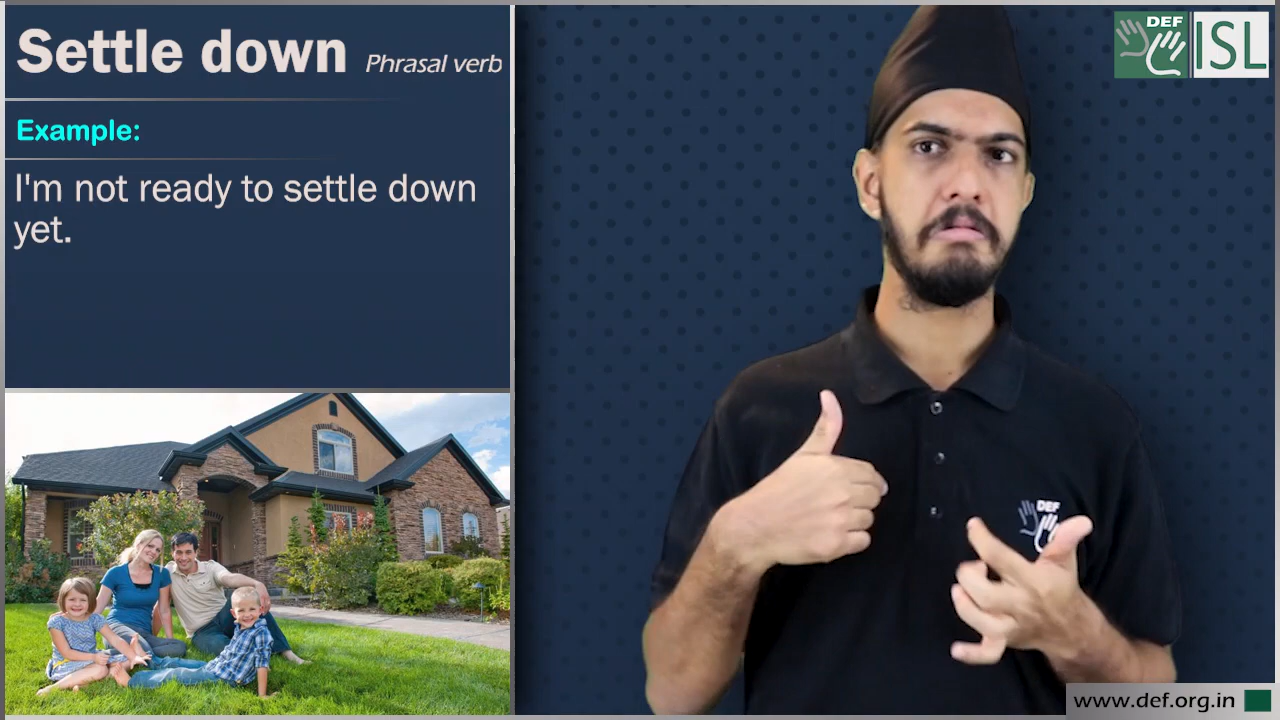 Settle down Phrasal verb
Example:
I'm not ready to settle down
yet.
DEF
ISL
DEF
www.def.org.in